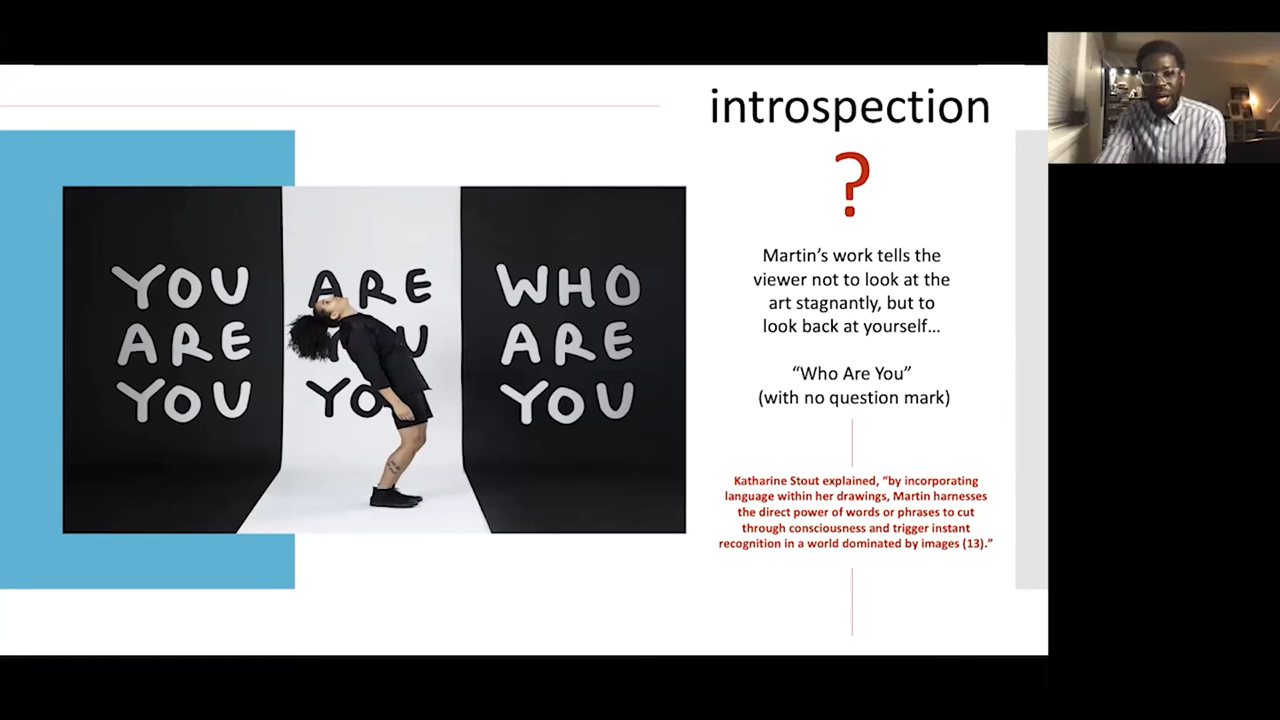 introspection
?
YOU
ARE
YOU
ARE
YO
WHO
ARE
YOU
Martin’s work tells the
viewer not to look at the
art stagnantly, but to
look back at yourself…
“Who Are You”
(with no question mark)
Katharine Stout explained, “by incorporating
language within her drawings, Martin harnesses
the direct power of words or phrases to cut
through consciousness and trigger instant
recognition in a world dominated by images (13).”